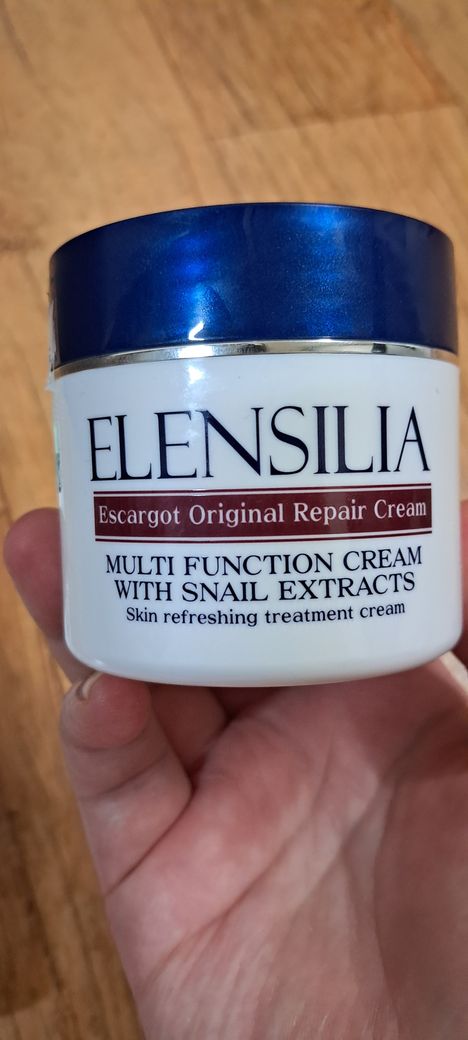 ELENSILIA
Escargot Original Repair Cream
MULTI FUNCTION CREAM
WITH SNAIL EXTRACTS
Skin refreshing treatment cream